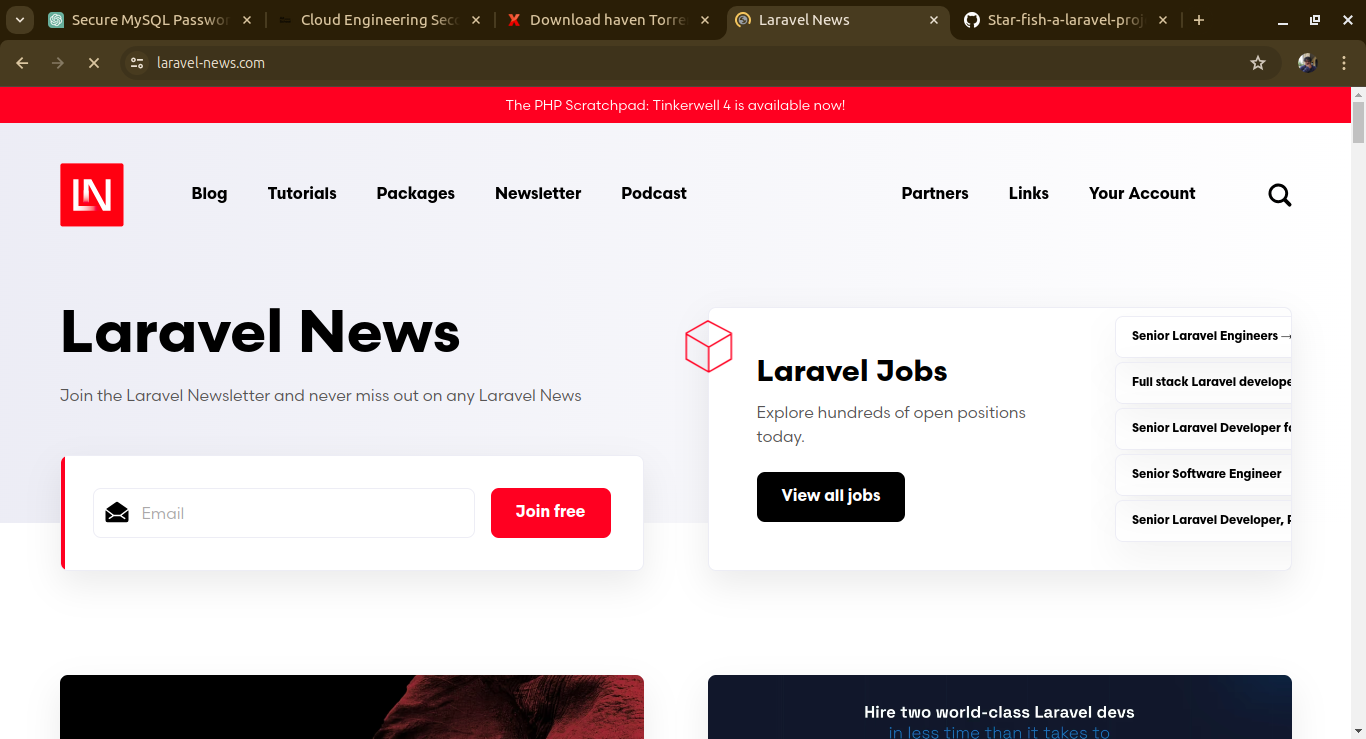 Secure MySQL Passwor
Cloud Engineering Seco
Download haven Torre
Laravel News
Star-fish-a-laravel-proj
laravel-news.com
The PHP Scratchpad: Tinkerwell 4 is available now!
LN
Blog
Tutorials
Packages
Newsletter
Podcast
Partners
Links
Your Account
Laravel News
Join the Laravel Newsletter and never miss out on any Laravel News
Email
Join free
Laravel Jobs
Explore hundreds of open positions
today.
View all jobs
Senior Laravel Engineers →
Full stack Laravel develope
Senior Laravel Developer fo
Senior Software Engineer
Senior Laravel Developer,
Hire two world-class Laravel devs
in less time than it takes to